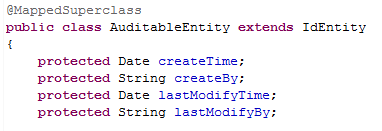 @MappedSuperclass
public class AuditableEntity extends IdEntity
{
    protected Date createTime;
    protected String createBy;
    protected Date lastModifyTime;
    protected String lastModifyBy;